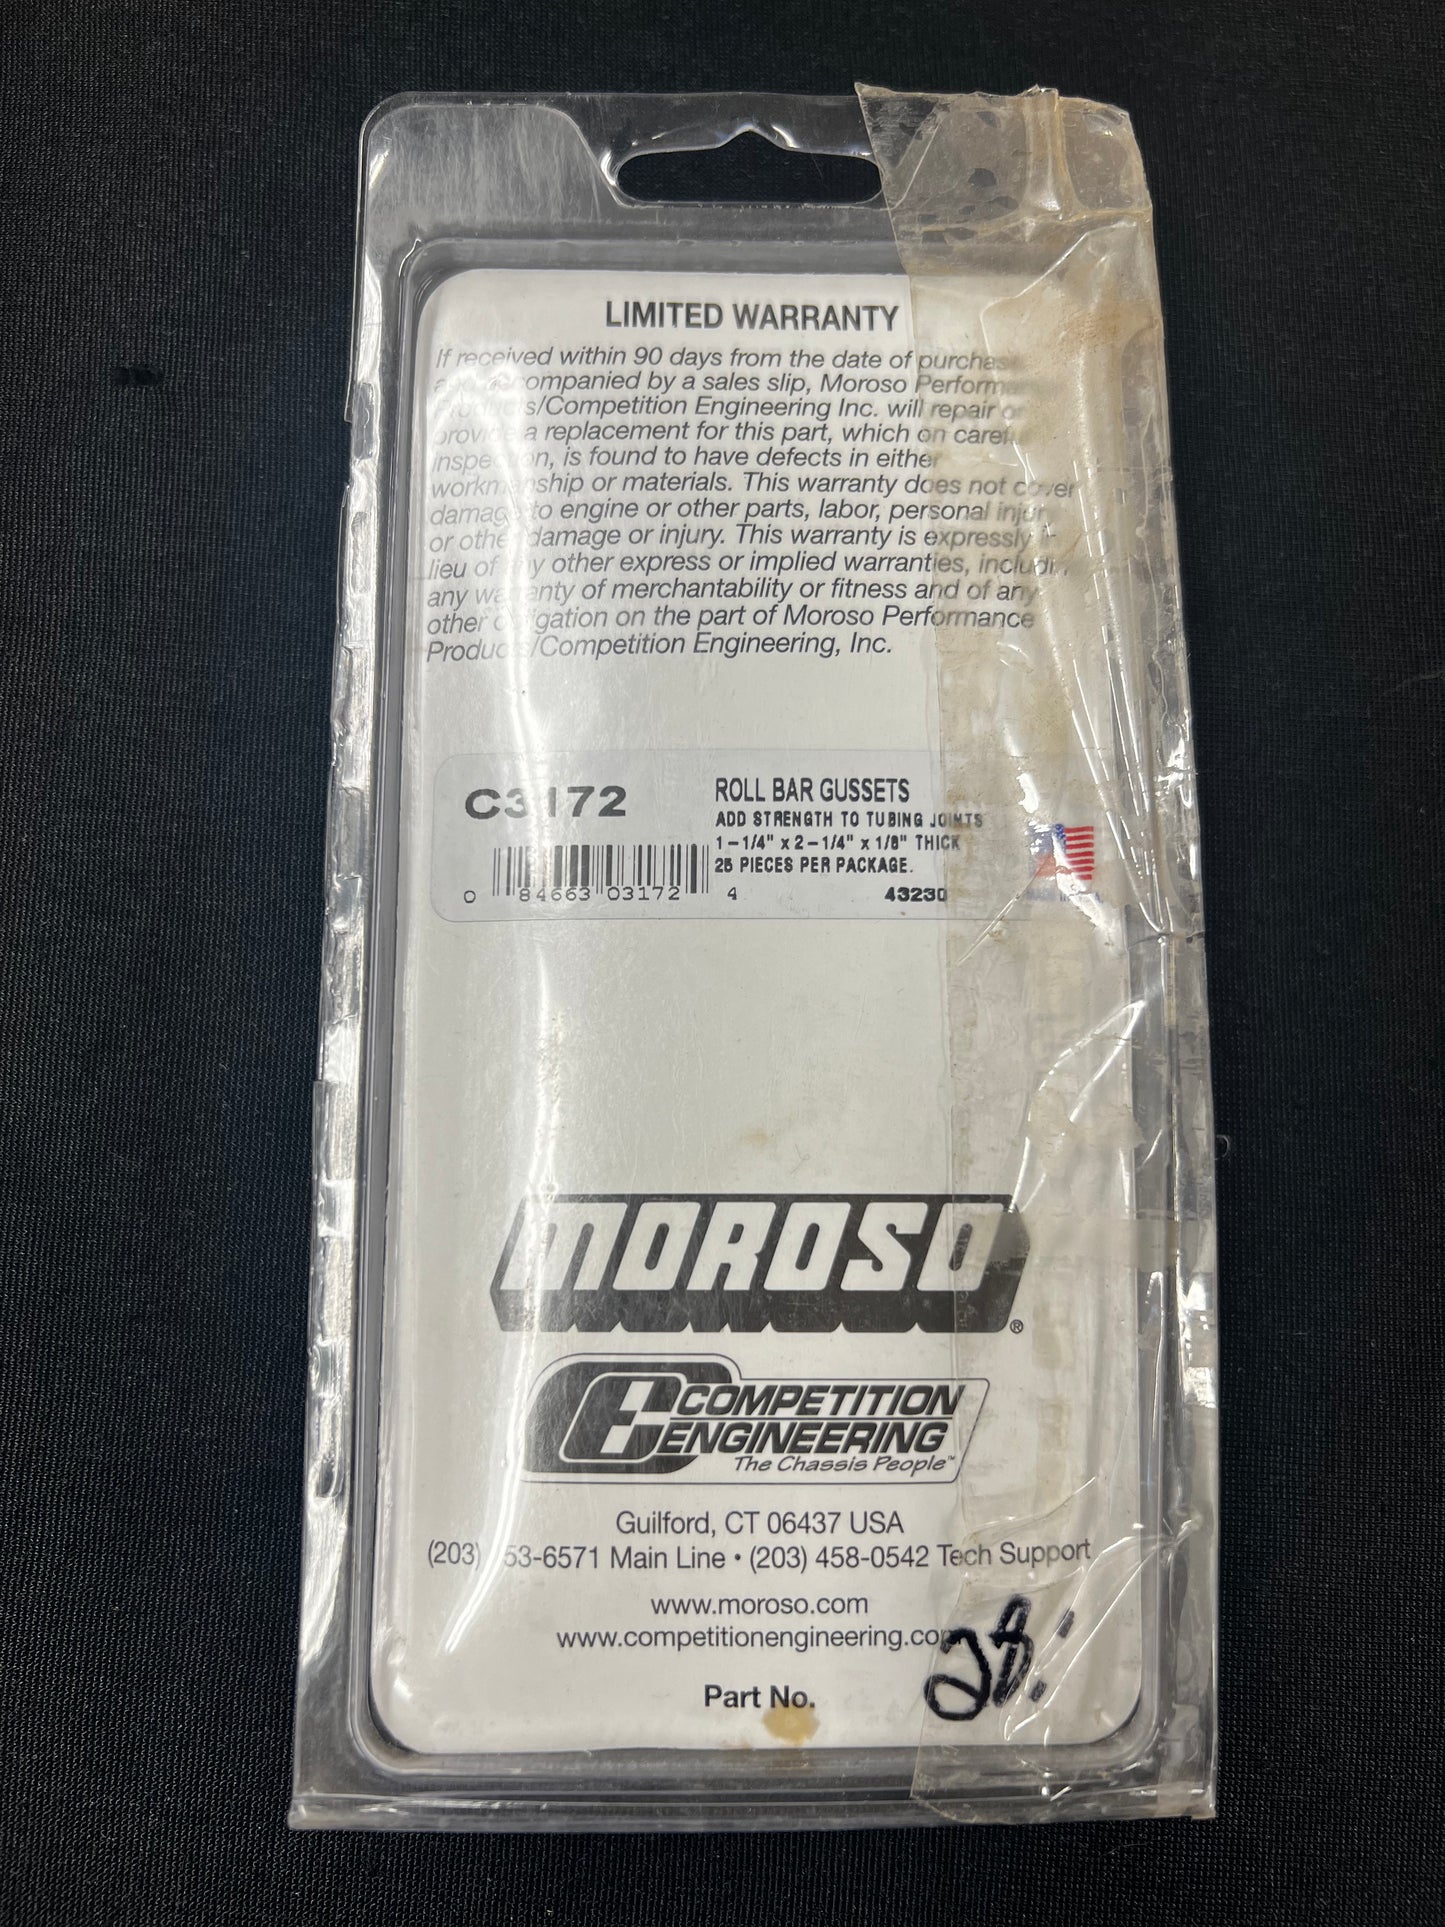 LIMITED WARRANTY
If received within 90 days from the date of purchase
and accompanied by a sales slip, Moroso Performance
Products/Competition Engineering Inc. will repair or
provide a replacement for this part, which on careful
inspection, is found to have defects in either
workmanship or materials. This warranty does not cover
damage to engine or other parts, labor, personal injury
or other damage or injury. This warranty is expressly in
lieu of any other express or implied warranties, including
any warranty of merchantability or fitness and of any
other obligation on the part of Moroso Performance
Products/Competition Engineering, Inc.
C3172
ROLL BAR GUSSETS
ADD STRENGTH TO TUBING JOINTS
1-1/4" x 2-1/4" x 1/8" THICK
25 PIECES PER PACKAGE.
0 84663 03172 4
43230
MOROSO®
COMPETITION
ENGINEERING
The Chassis People™
Guilford, CT 06437 USA
(203) 53-6571 Main Line • (203) 458-0542 Tech Support
www.moroso.com
www.competitionengineering.com
Part No.